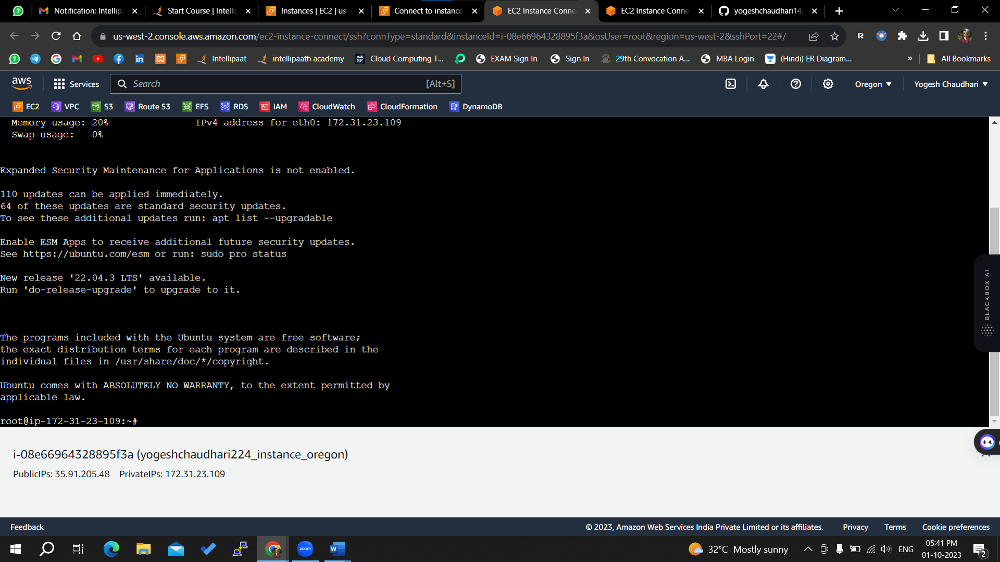 Notification: Intellipa
Start Course | Intelli
Instances | EC2 | us-
Connect to instance
EC2 Instance Conne
EC2 Instance Conne
yogeshchaudhari14
us-west-2.console.aws.amazon.com/ec2-instance-connect/ssh?connType=standard&instanceId=i-08e66964328895f3a&osUser=root&region=us-west-2&sshPort=22#/
R
Intellipaat
intellipaath academy
SF Cloud Computing T...
EXAM Sign In
Sign In
29th Convocation A...
MBA Login
(Hindi) ER Diagram...
»
All Bookmarks
aws
Services
Search [Alt+S]
Oregon
Yogesh Chaudhari
EC2 VPC S3 Route 53 EFS RDS IAM CloudWatch CloudFormation DynamoDB
Memory usage: 20% IPv4 address for eth0: 172.31.23.109
Swap usage: 0%
Expanded Security Maintenance for Applications is not enabled.
110 updates can be applied immediately.
64 of these updates are standard security updates.
To see these additional updates run: apt list --upgradable
Enable ESM Apps to receive additional future security updates.
See https://ubuntu.com/esm or run: sudo pro status
New release '22.04.3 LTS' available.
Run 'do-release-upgrade' to upgrade to it.
BLACKBOX AI
The programs included with the Ubuntu system are free software;
the exact distribution terms for each program are described in the
individual files in /usr/share/doc/*/copyright.
Ubuntu comes with ABSOLUTELY NO WARRANTY, to the extent permitted by
applicable law.
root@ip-172-31-23-109:~#
i-08e66964328895f3a (yogeshchaudhari224_instance_oregon)
PublicIPs: 35.91.205.48 PrivateIPs: 172.31.23.109
Feedback
© 2023, Amazon Web Services India Private Limited or its affiliates. Privacy Terms Cookie preferences
zoom
W
32°C Mostly sunny
ENG
05:41 PM
01-10-2023
2